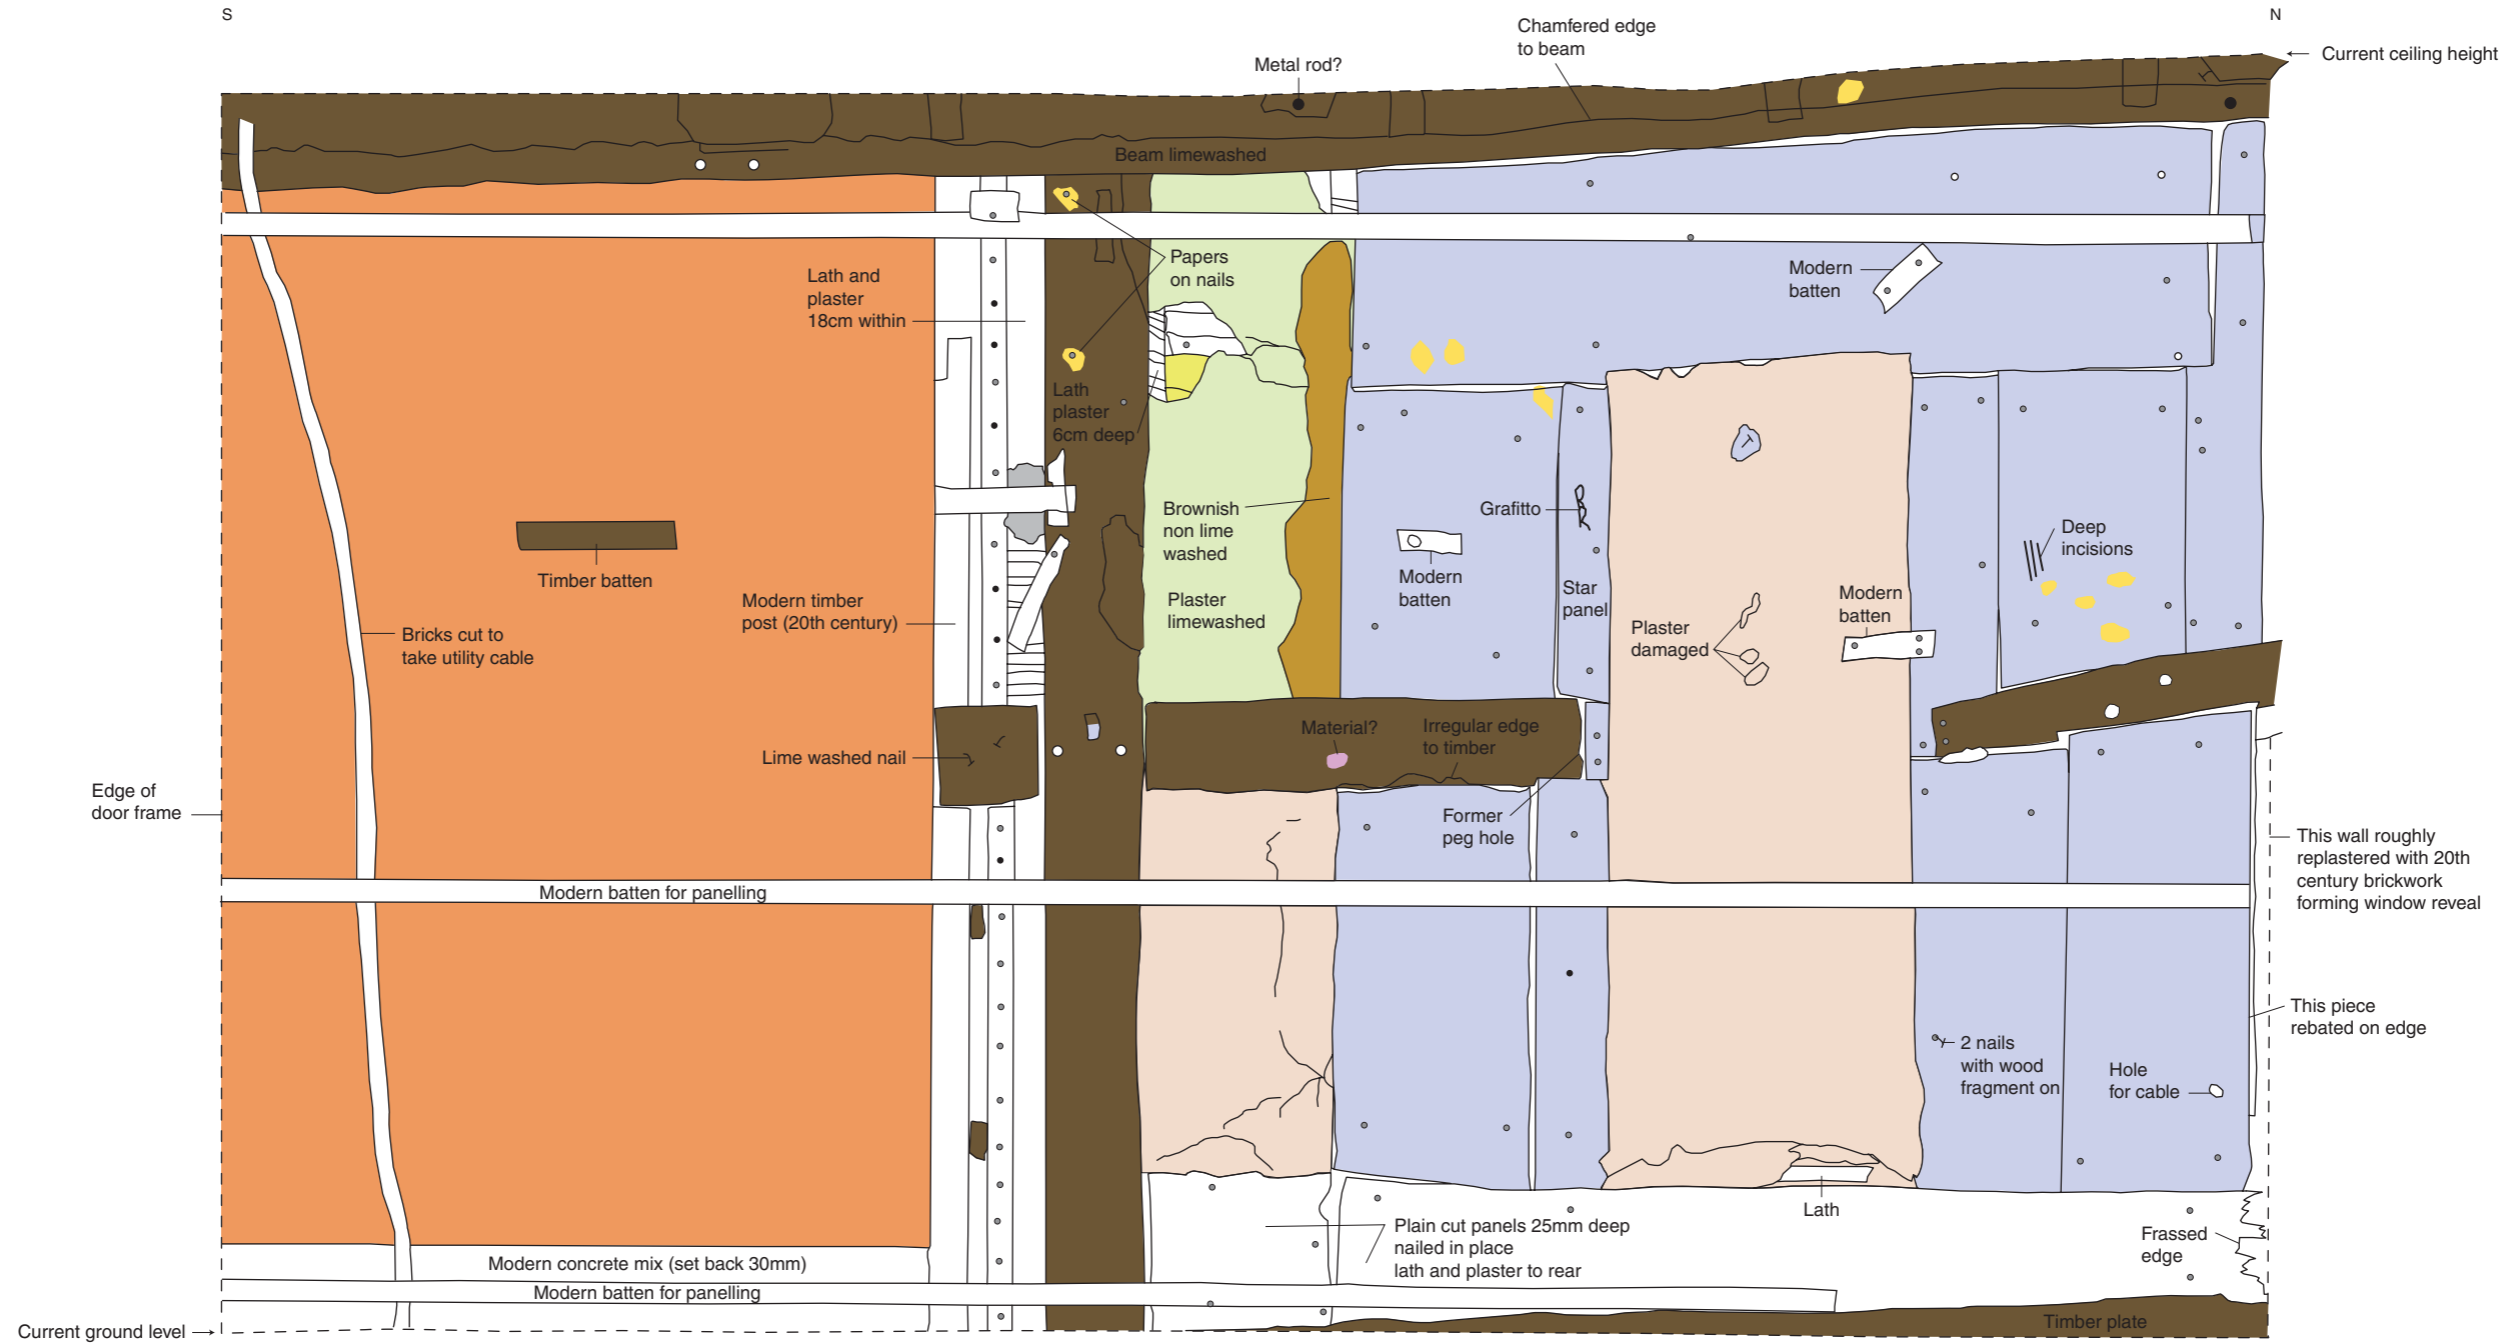 S
N
Chamfered edge
to beam
Current ceiling height
Metal rod?
Beam limewashed
Papers
on nails
Lath and
plaster
18cm within
Modern
batten
Lath
plaster
6cm deep
Brownish
non lime
washed
Grafitto
Deep
incisions
Timber batten
Modern
batten
Star
panel
Modern
batten
Plaster
limewashed
Modern timber
post (20th century)
Plaster
damaged
Bricks cut to
take utility cable
Material?
Irregular edge
to timber
Lime washed nail
Edge of
door frame
Former
peg hole
This wall roughly
replastered with 20th
century brickwork
forming window reveal
Modern batten for panelling
This piece
rebated on edge
2 nails
with wood
fragment on
Hole
for cable
Lath
Plain cut panels 25mm deep
nailed in place
lath and plaster to rear
Frassed
edge
Modern concrete mix (set back 30mm)
Modern batten for panelling
Timber plate
Current ground level